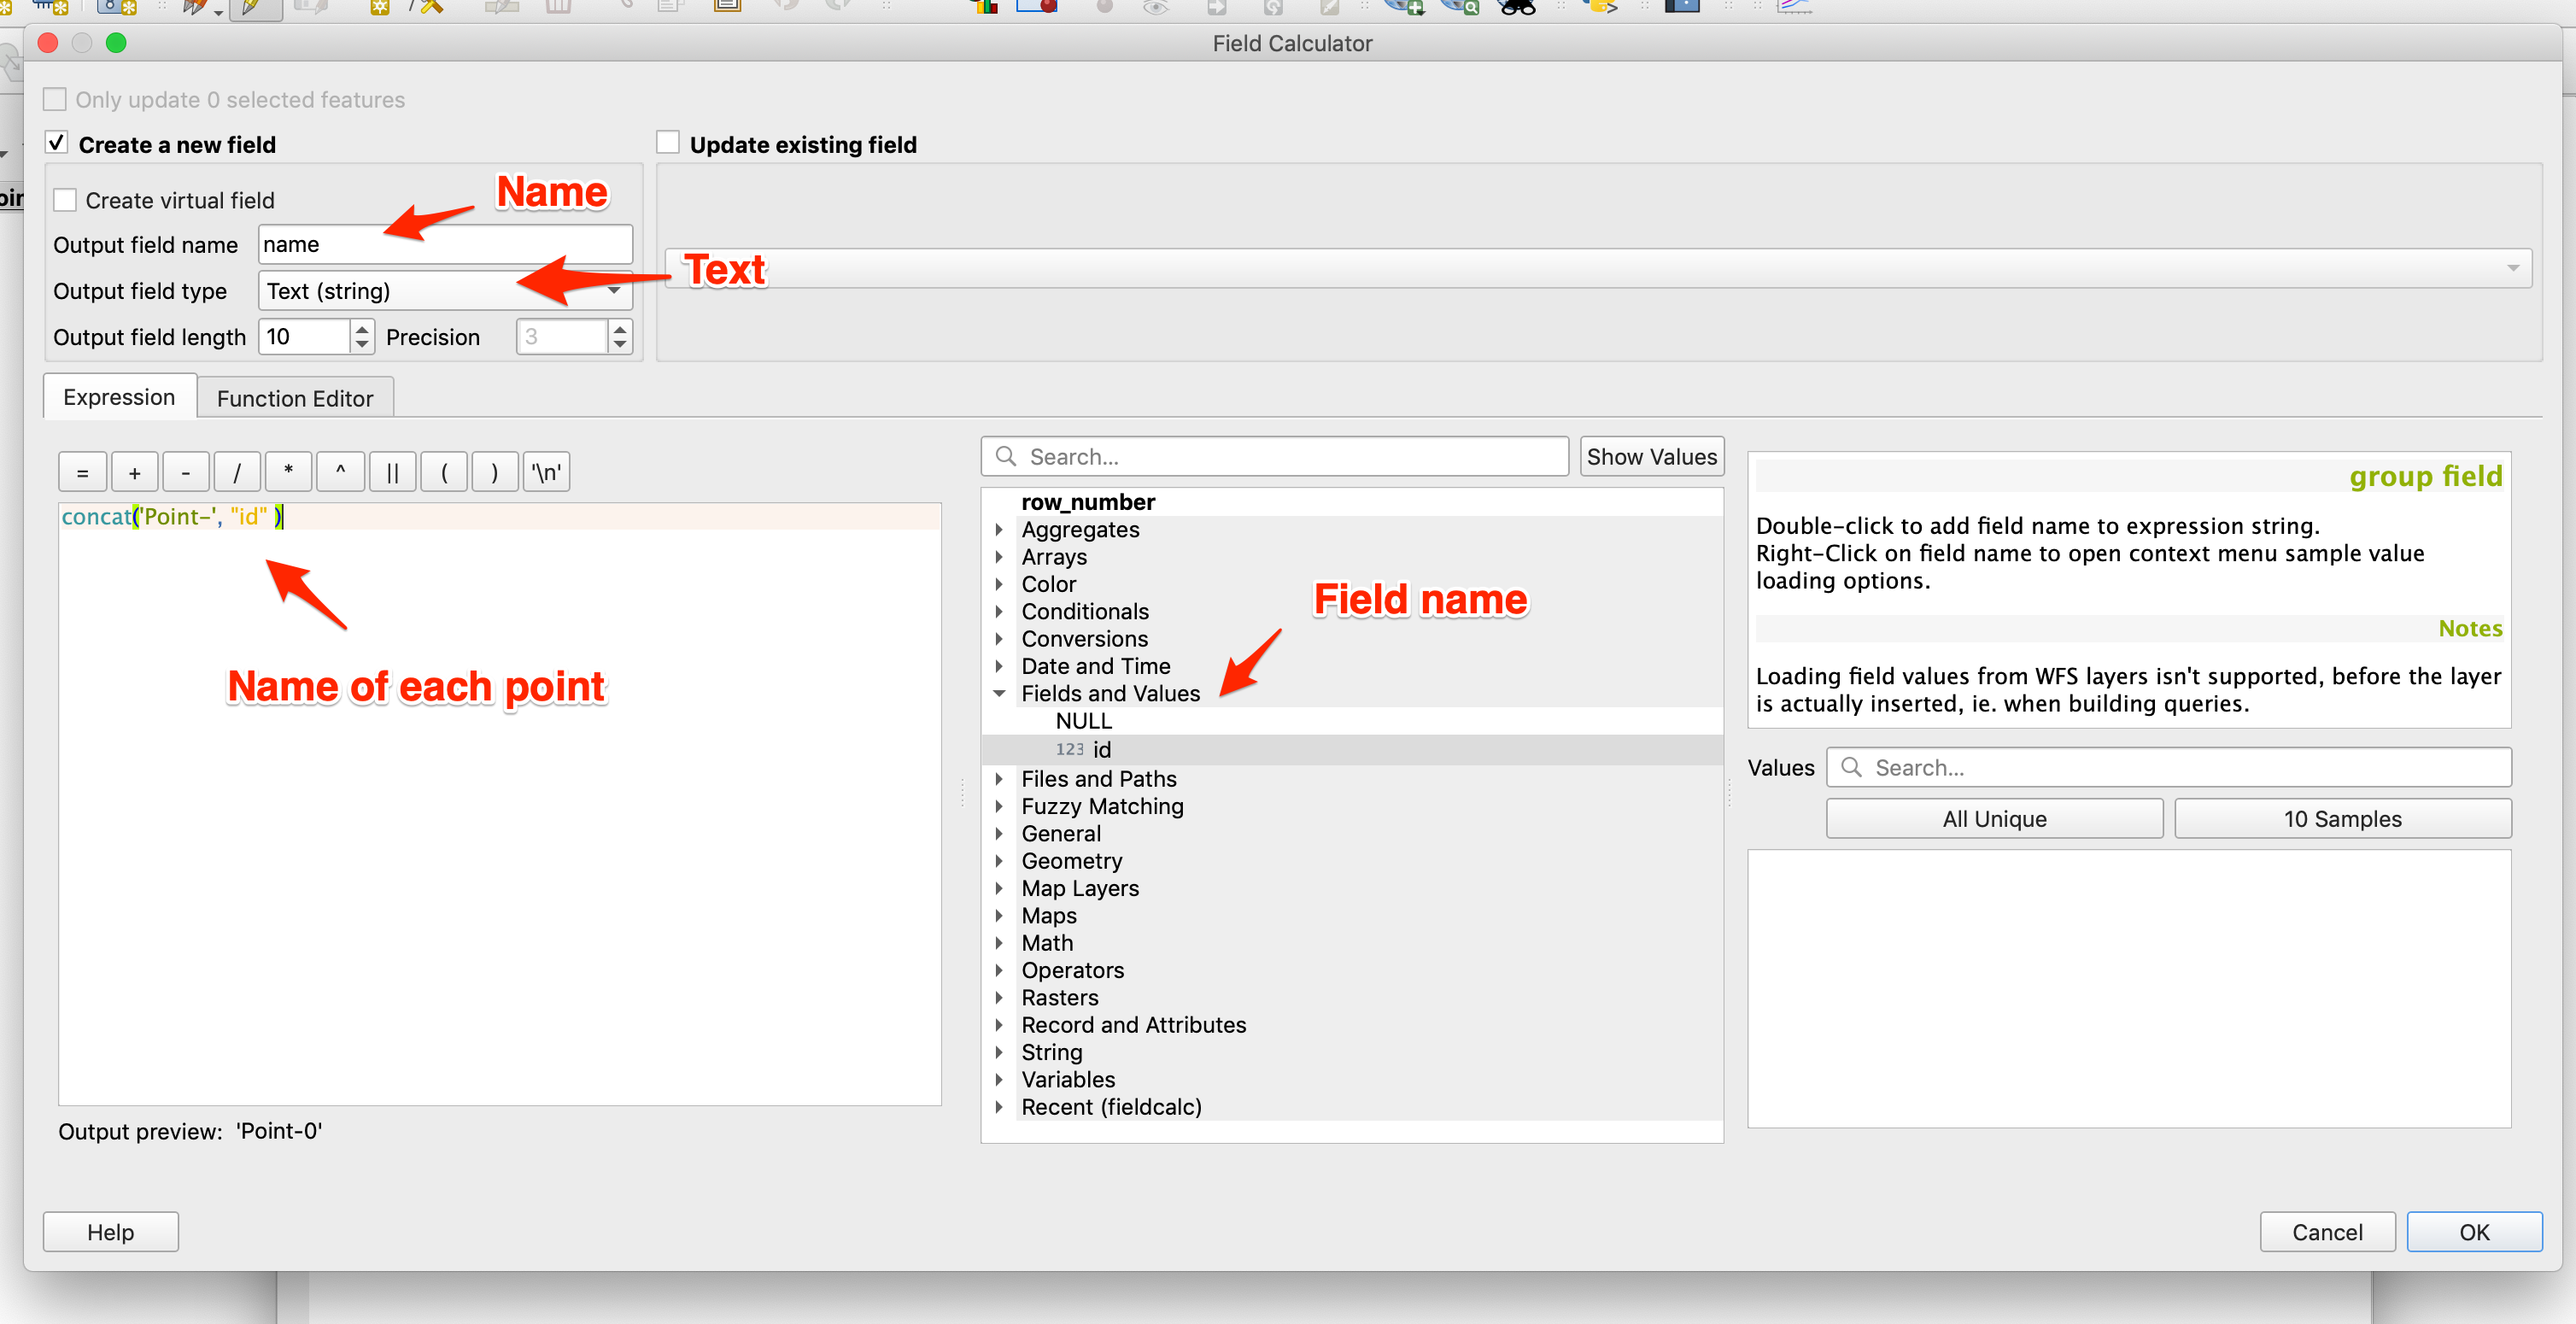 Field Calculator
Only update 0 selected features
Create a new field
Update existing field
Create virtual field
Name
Output field name
name
Text
Output field type
Text (string)
Output field length
10
Precision
3
Expression
Function Editor
= + - / * ^ || ( ) '\n'
Search...
Show Values
concat('Point-', "id" )
Name of each point
row_number
Aggregates
Arrays
Color
Conditionals
Conversions
Date and Time
Fields and Values
Field name
NULL
123 id
Files and Paths
Fuzzy Matching
General
Geometry
Map Layers
Maps
Math
Operators
Rasters
Record and Attributes
String
Variables
Recent (fieldcalc)
group field
Double-click to add field name to expression string.
Right-Click on field name to open context menu sample value
loading options.
Notes
Loading field values from WFS layers isn't supported, before the layer
is actually inserted, ie. when building queries.
Values
Search...
All Unique
10 Samples
Output preview: 'Point-0'
Help
Cancel
OK